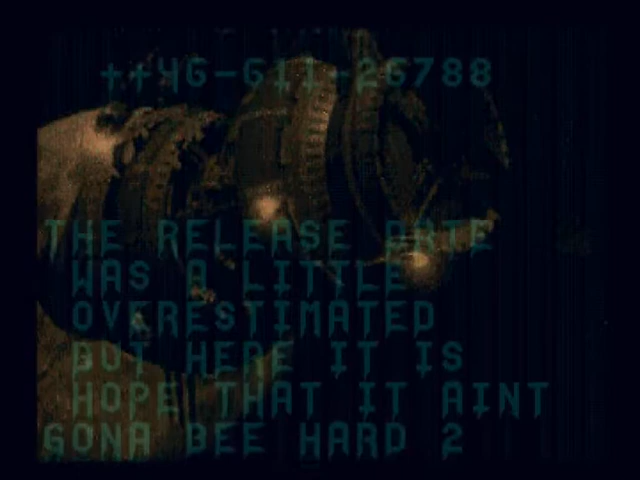 ++46-611-26788
THE RELEASE DATE
WAS A LITTLE
OVERESTIMATED
BUT HERE IT IS
HOPE THAT IT AINT
GONA BEE HARD 2